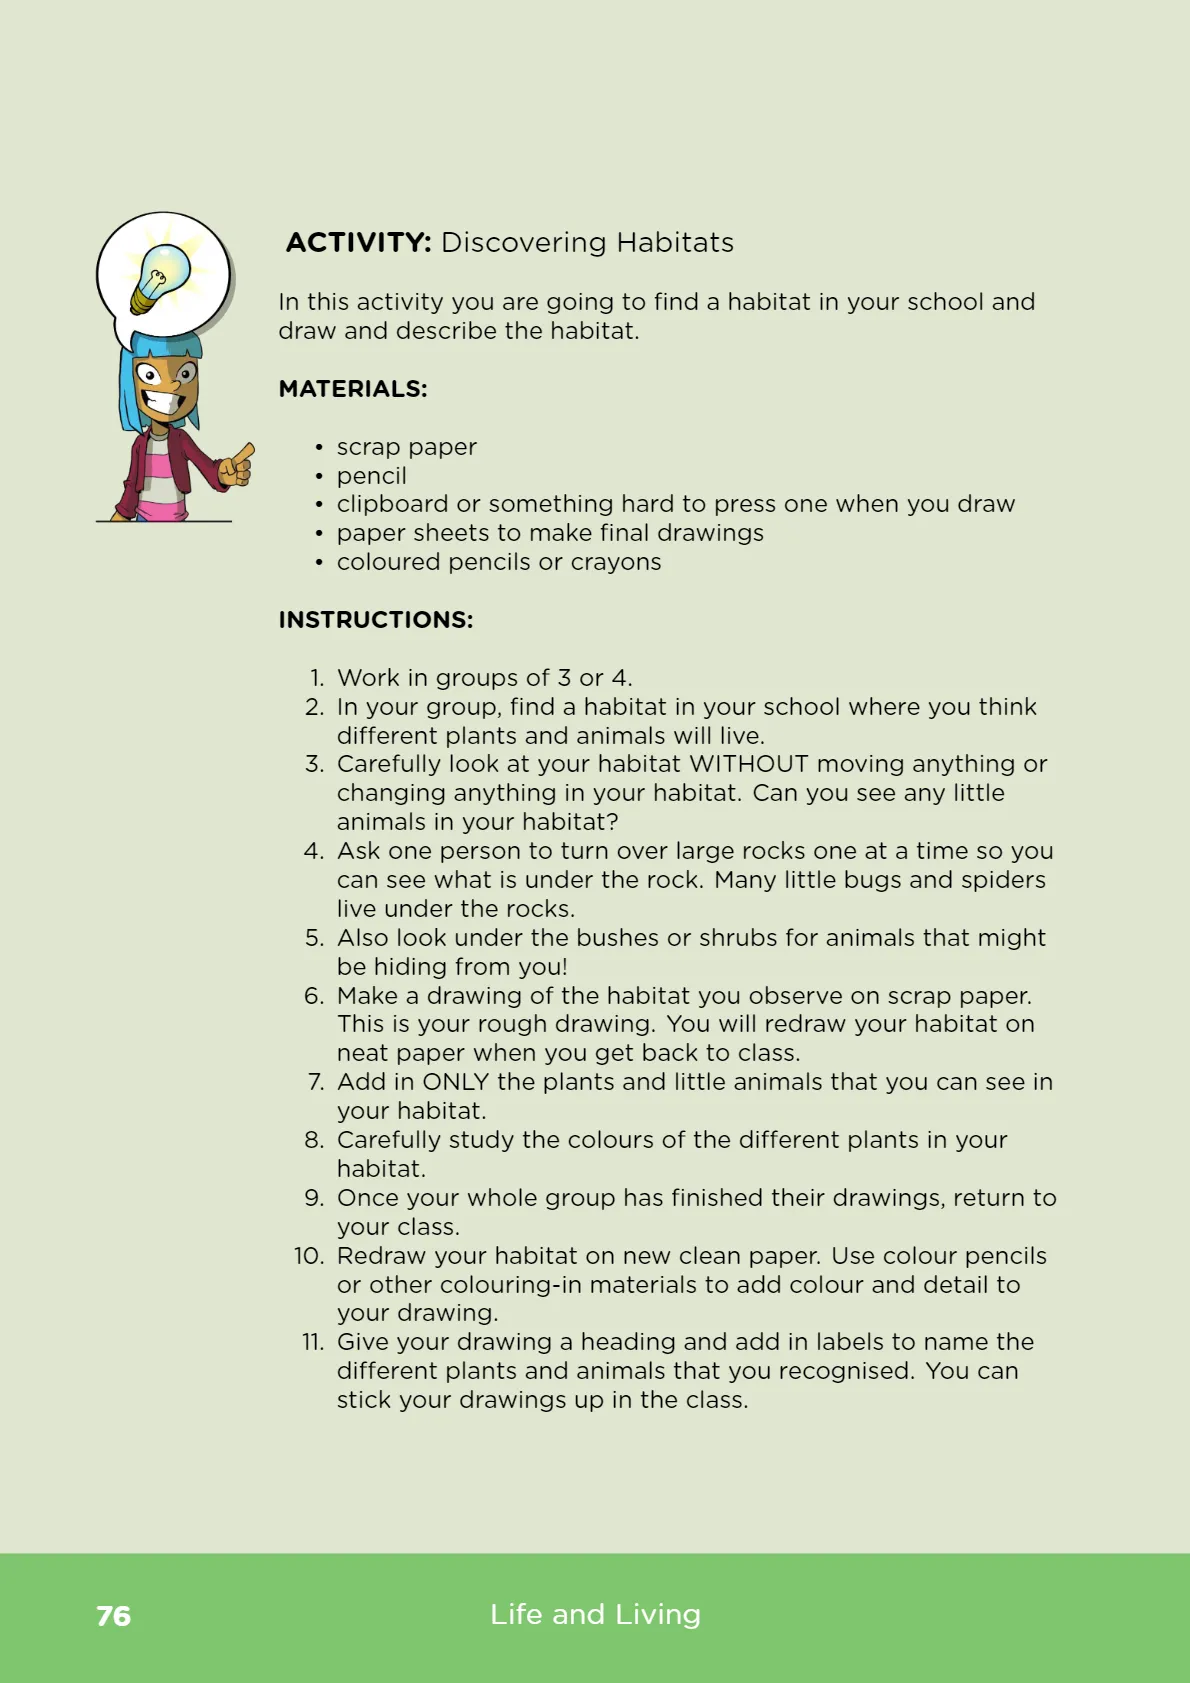 ACTIVITY: Discovering Habitats
In this activity you are going to find a habitat in your school and
draw and describe the habitat.
MATERIALS:
• scrap paper
• pencil
• clipboard or something hard to press one when you draw
• paper sheets to make final drawings
• coloured pencils or crayons
INSTRUCTIONS:
1. Work in groups of 3 or 4.
2. In your group, find a habitat in your school where you think
different plants and animals will live.
3. Carefully look at your habitat WITHOUT moving anything or
changing anything in your habitat. Can you see any little
animals in your habitat?
4. Ask one person to turn over large rocks one at a time so you
can see what is under the rock. Many little bugs and spiders
live under the rocks.
5. Also look under the bushes or shrubs for animals that might
be hiding from you!
6. Make a drawing of the habitat you observe on scrap paper.
This is your rough drawing. You will redraw your habitat on
neat paper when you get back to class.
7. Add in ONLY the plants and little animals that you can see in
your habitat.
8. Carefully study the colours of the different plants in your
habitat.
9. Once your whole group has finished their drawings, return to
your class.
10. Redraw your habitat on new clean paper. Use colour pencils
or other colouring-in materials to add colour and detail to
your drawing.
11. Give your drawing a heading and add in labels to name the
different plants and animals that you recognised. You can
stick your drawings up in the class.
76
Life and Living